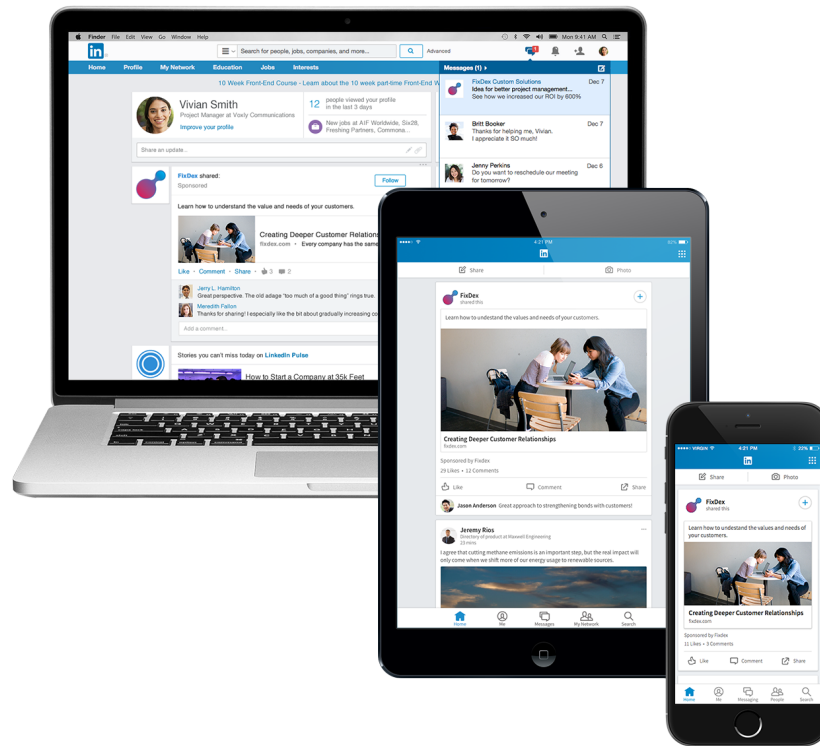 Finder File Edit View Go Window Help
Mon 9:41 AM
in
Search for people, jobs, companies, and more...
Advanced
Home Profile My Network Education Jobs Interests
10 Week Front-End Course - Learn about the 10 week part-time Front-End W
Vivian Smith
Project Manager at Voxly Communications
Improve your profile
12 people viewed your profile
in the last 3 days
New jobs at AIF Worldwide, Six28,
Freshing Partners, Commons...
Share an update...
Messages (1)
FixDex Custom Solutions Dec 7
Idea for better project management...
See how we increased our ROI by 600%
Britt Booker Dec 7
Thanks for helping me, Vivian.
I appreciate it SO much!
Jenny Perkins Dec 6
Do you want to reschedule our meeting
for tomorrow?
FixDex shared:
Sponsored
Follow
Learn how to understand the value and needs of your customers.
Creating Deeper Customer Relations
fixdex.com • Every company has the same
Like • Comment • Share • 3 2
Jerry L. Hamilton
Great perspective. The old adage "too much of a good thing" rings true.
Meredith Fallon
Thanks for sharing! I especially like the bit about gradually increasing co
Add a comment...
Stories you can't miss today on LinkedIn Pulse
How to Start a Company at 35k Feet
4:21 PM
in
Share Photo
FixDex
shared this
Learn how to undestand the values and needs of your customers.
Creating Deeper Customer Relationships
fixdex.com
Sponsored by Fixdex
29 Likes • 12 Comments
Like Comment Share
Jason Anderson Great approach to strengthening bonds with customers!
Jeremy Rios
Directory of product at Maxwell Engineering
23 mins
I agree that cutting methane emissions is an important step, but the real impact will
only come when we shift more of our energy usage to renewable sources.
Home Me Messages My Network Search
VIRGIN 4:21 PM 22%
in
Share Photo
FixDex
shared this
Learn how to undestand the values and needs of
your customers.
Creating Deeper Customer Relationships
fixdex.com
Sponsored by Fixdex
11 Likes • 3 Comments
Like Comment Share
Home Me Messaging People Search